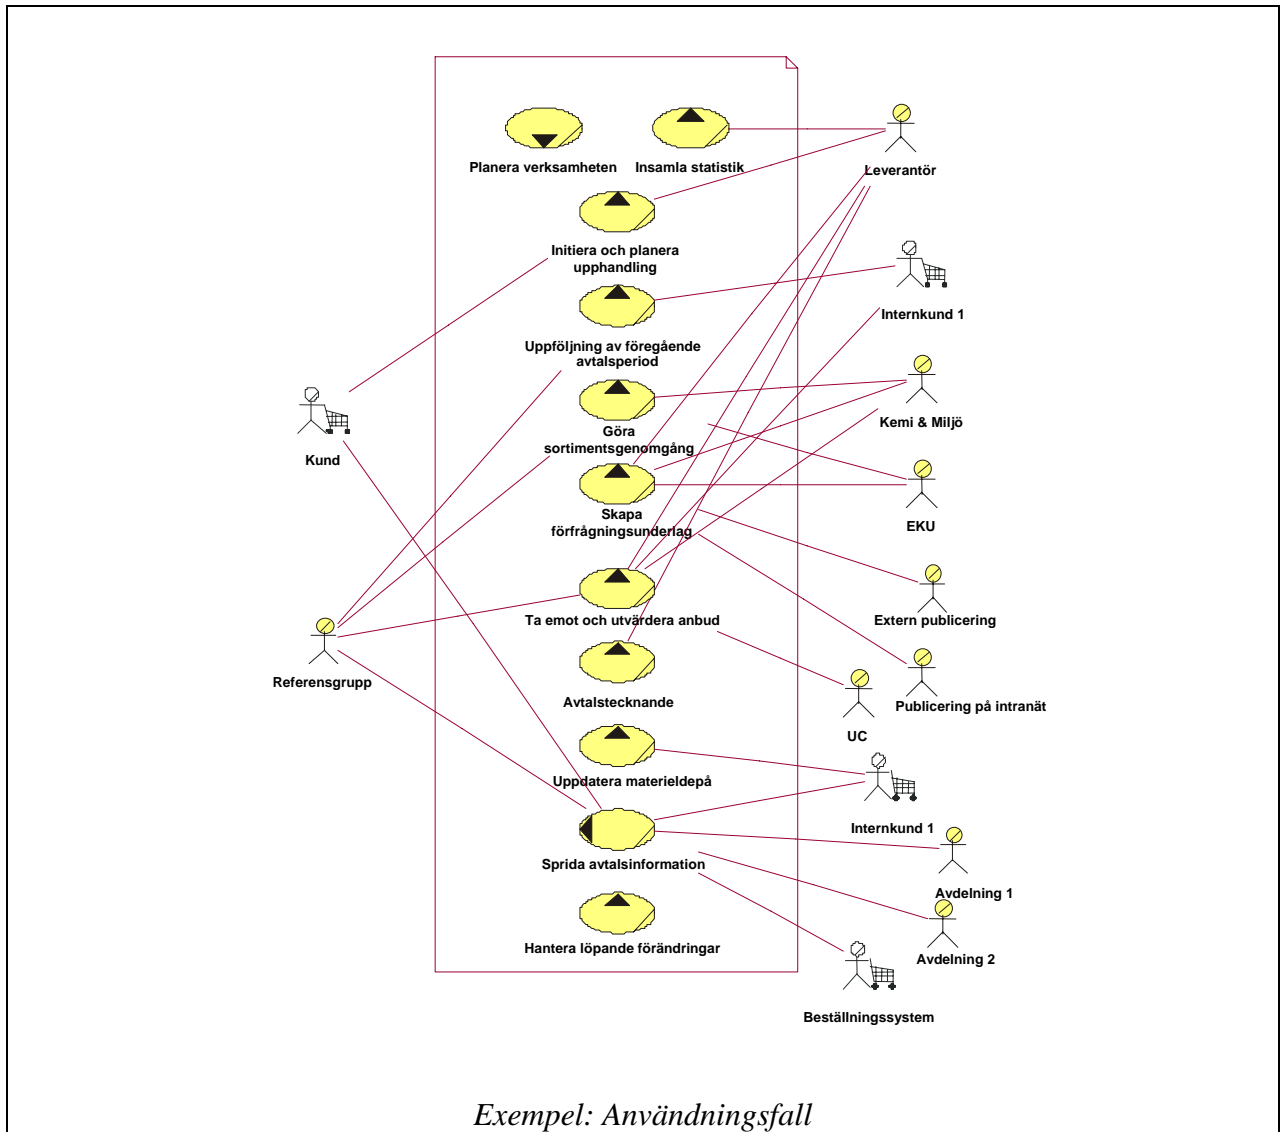 Planera verksamheten
Insamla statistik
Leverantör
Initiera och planera
upphandling
Internkund 1
Uppföljning av föregående
avtalsperiod
Kemi & Miljö
Göra
sortimentsgenomgång
Kund
Skapa
förfrågningsunderlag
EKU
Ta emot och utvärdera anbud
Extern publicering
Referensgrupp
Avtalstecknande
Publicering på intranät
UC
Uppdatera materieldepå
Internkund 1
Sprida avtalsinformation
Avdelning 1
Hantera löpande förändringar
Avdelning 2
Beställningssystem
Exempel: Användningsfall